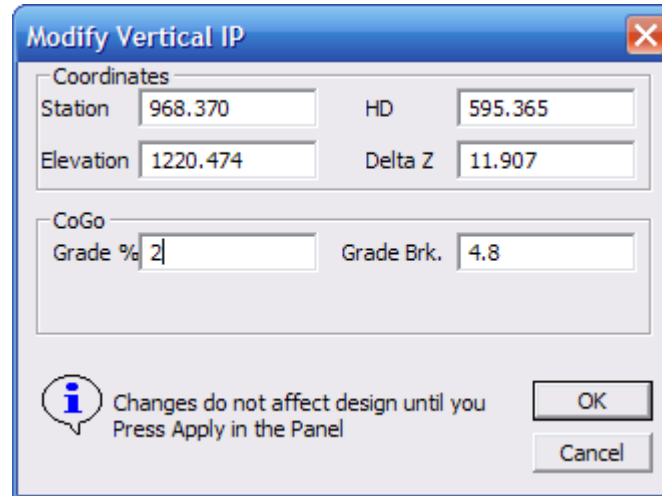 Modify Vertical IP
Coordinates
Station 968.370 HD 595.365
Elevation 1220.474 Delta Z 11.907
CoGo
Grade % 2 Grade Brk. 4.8
Changes do not affect design until you
Press Apply in the Panel
OK
Cancel